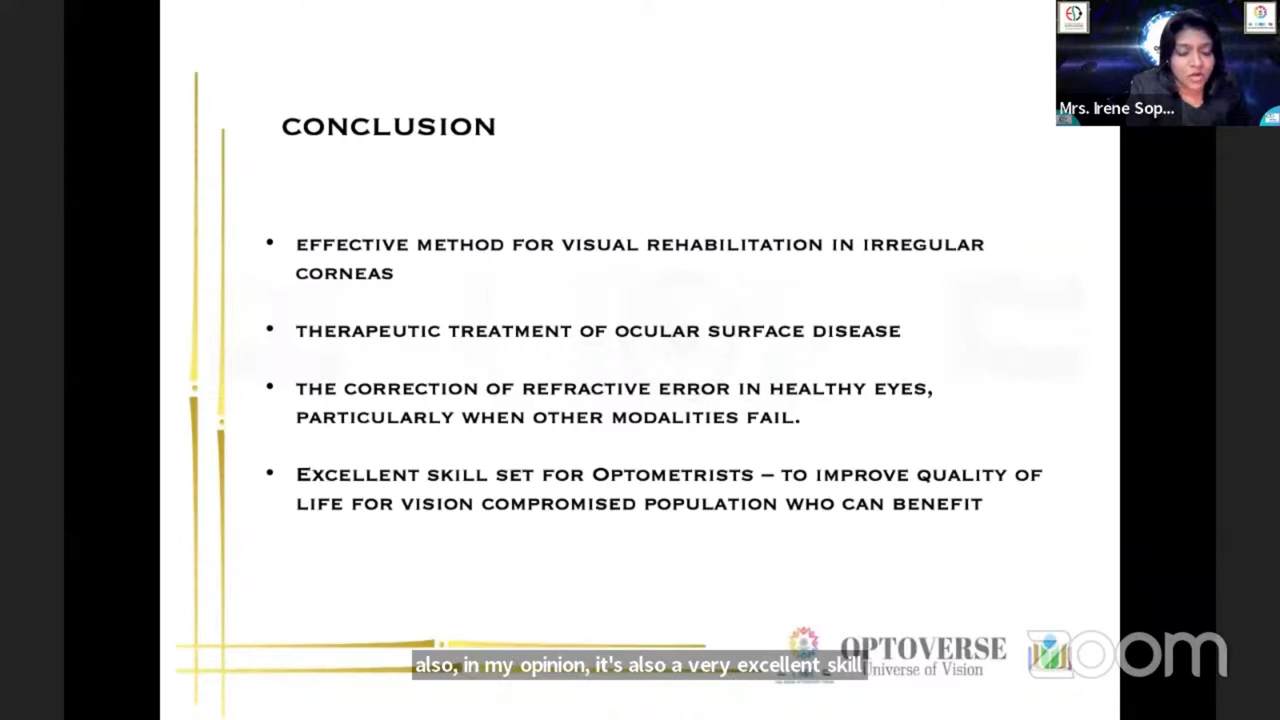 Mrs. Irene Sop...
CONCLUSION
• EFFECTIVE METHOD FOR VISUAL REHABILITATION IN IRREGULAR
CORNEAS
• THERAPEUTIC TREATMENT OF OCULAR SURFACE DISEASE
• THE CORRECTION OF REFRACTIVE ERROR IN HEALTHY EYES,
PARTICULARLY WHEN OTHER MODALITIES FAIL.
• EXCELLENT SKILL SET FOR OPTOMETRISTS – TO IMPROVE QUALITY OF
LIFE FOR VISION COMPROMISED POPULATION WHO CAN BENEFIT
OPTOVERSE
Universe of Vision
zoom
also, in my opinion, it's also a very excellent skill